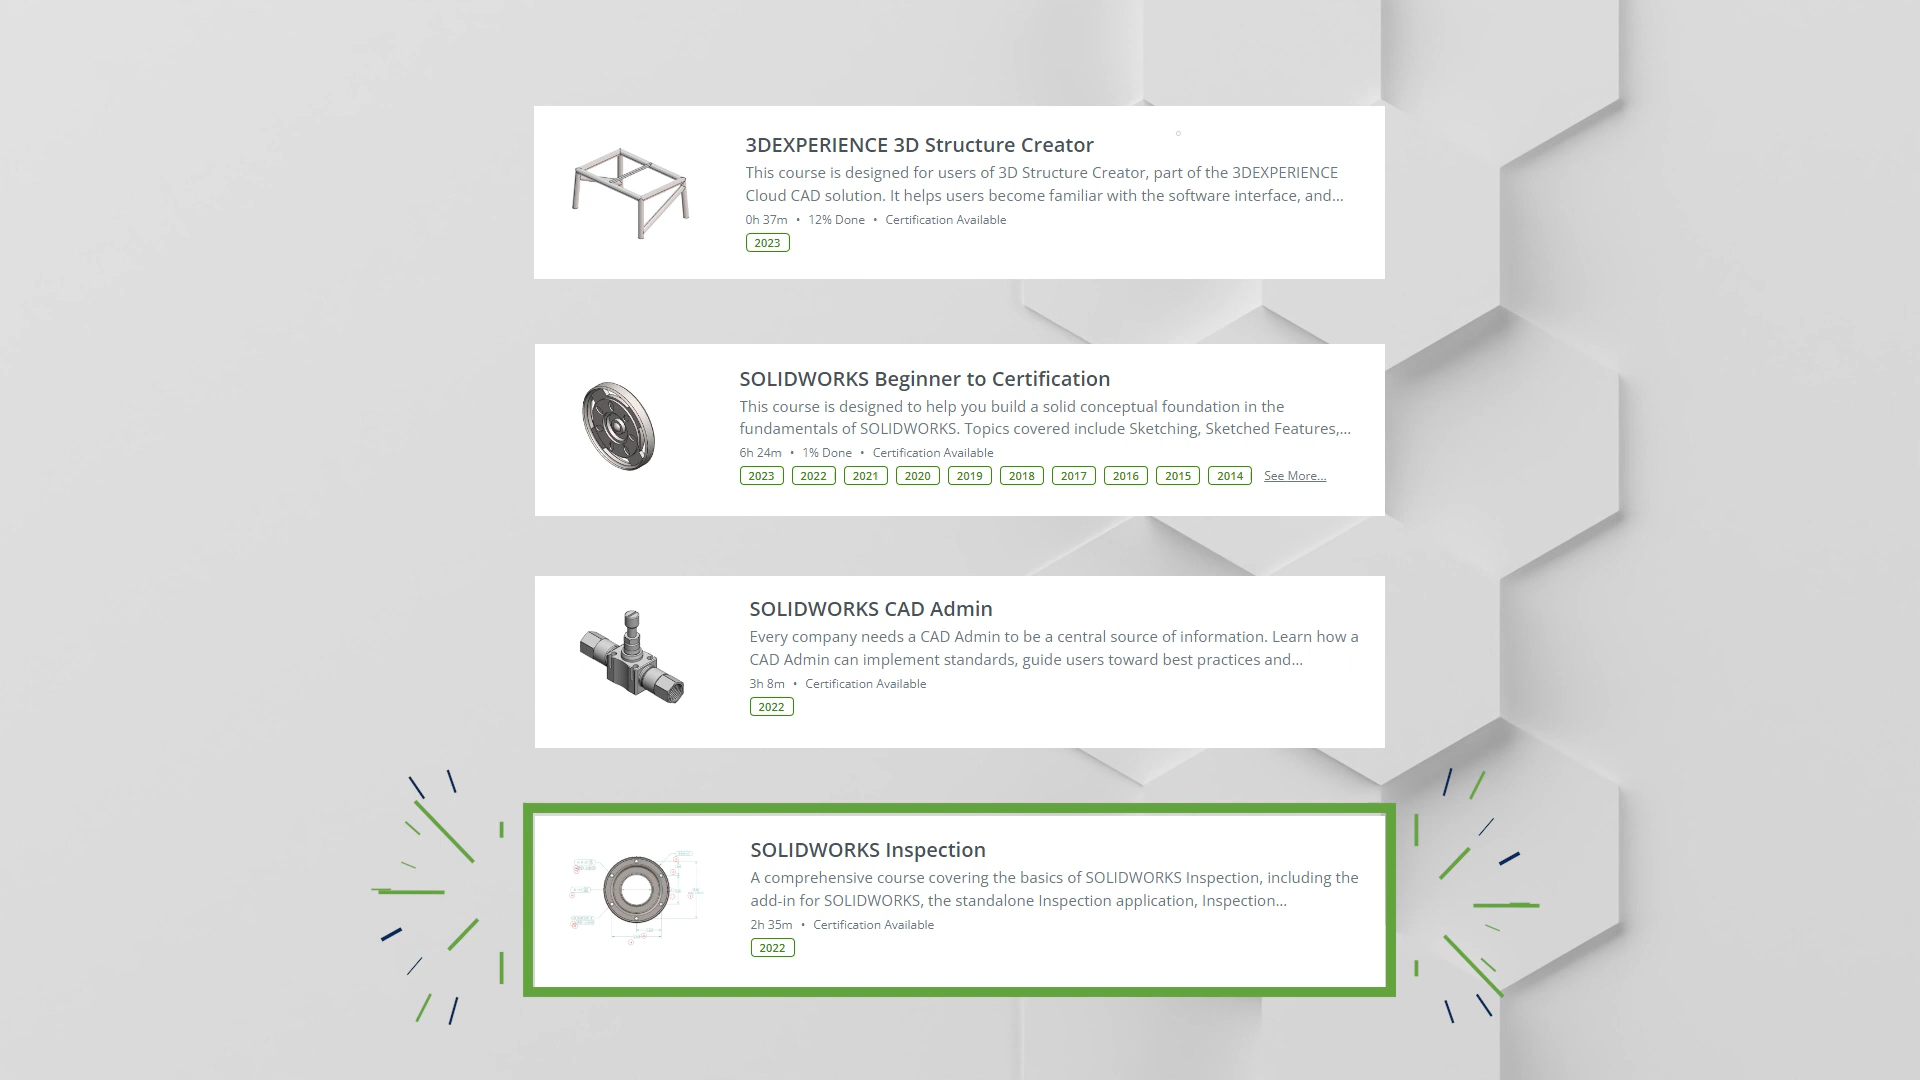 3DEXPERIENCE 3D Structure Creator
This course is designed for users of 3D Structure Creator, part of the 3DEXPERIENCE
Cloud CAD solution. It helps users become familiar with the software interface, and...
0h 37m • 12% Done • Certification Available
2023
SOLIDWORKS Beginner to Certification
This course is designed to help you build a solid conceptual foundation in the
fundamentals of SOLIDWORKS. Topics covered include Sketching, Sketched Features,...
6h 24m • 1% Done • Certification Available
2023 2022 2021 2020 2019 2018 2017 2016 2015 2014 See More...
SOLIDWORKS CAD Admin
Every company needs a CAD Admin to be a central source of information. Learn how a
CAD Admin can implement standards, guide users toward best practices and...
3h 8m • Certification Available
2022
SOLIDWORKS Inspection
A comprehensive course covering the basics of SOLIDWORKS Inspection, including the
add-in for SOLIDWORKS, the standalone Inspection application, Inspection...
2h 35m • Certification Available
2022